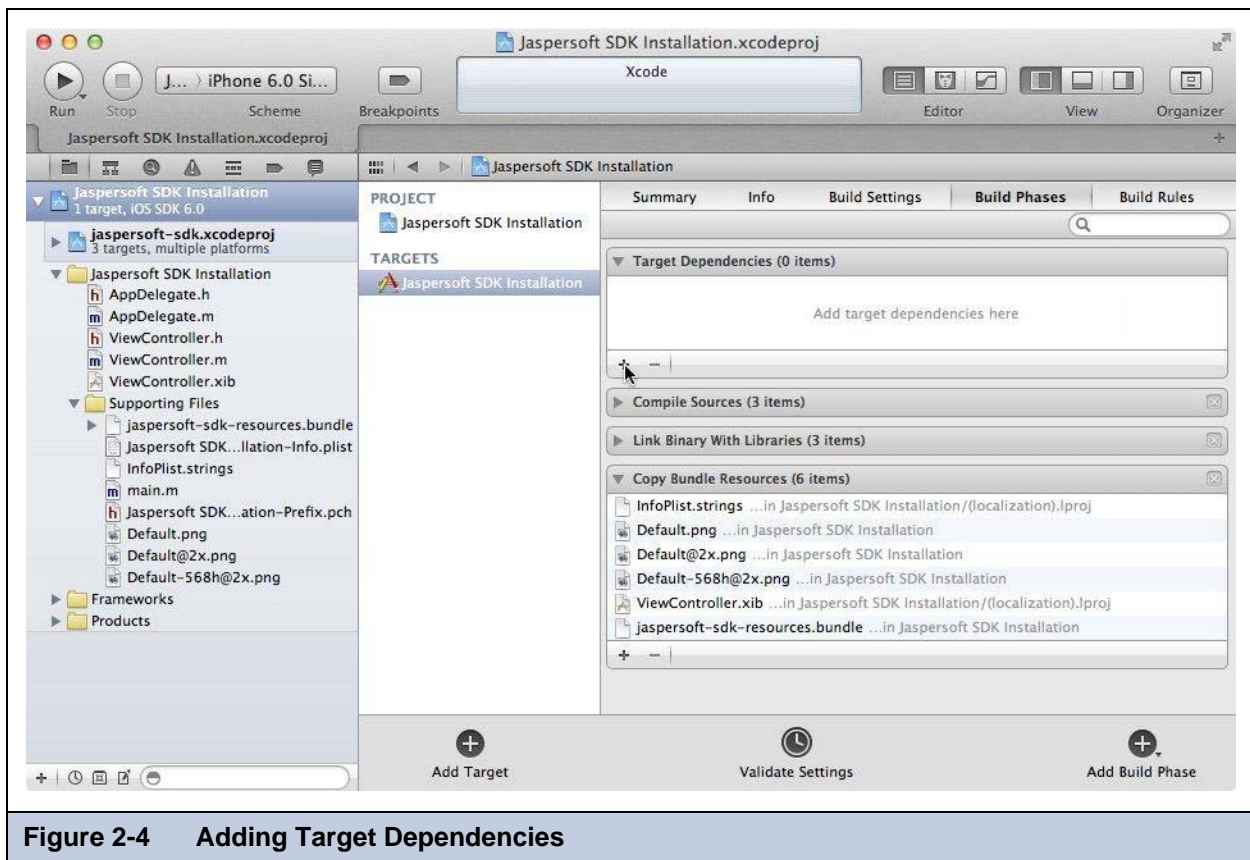 Jaspersoft SDK Installation.xcodeproj
J... iPhone 6.0 Si...
Xcode
Run Stop Scheme Breakpoints Editor View Organizer
Jaspersoft SDK Installation.xcodeproj
Jaspersoft SDK Installation
Jaspersoft SDK Installation
1 target, iOS SDK 6.0
jaspersoft-sdk.xcodeproj
3 targets, multiple platforms
Jaspersoft SDK Installation
h AppDelegate.h
m AppDelegate.m
h ViewController.h
m ViewController.m
ViewController.xib
Supporting Files
jaspersoft-sdk-resources.bundle
Jaspersoft SDK...llation-Info.plist
InfoPlist.strings
m main.m
h Jaspersoft SDK...ation-Prefix.pch
Default.png
Default@2x.png
Default-568h@2x.png
Frameworks
Products
PROJECT
Jaspersoft SDK Installation
TARGETS
Jaspersoft SDK Installation
Summary Info Build Settings Build Phases Build Rules
Target Dependencies (0 items)
Add target dependencies here
Compile Sources (3 items)
Link Binary With Libraries (3 items)
Copy Bundle Resources (6 items)
InfoPlist.strings ...in Jaspersoft SDK Installation/(localization).lproj
Default.png ...in Jaspersoft SDK Installation
Default@2x.png ...in Jaspersoft SDK Installation
Default-568h@2x.png ...in Jaspersoft SDK Installation
ViewController.xib ...in Jaspersoft SDK Installation/(localization).lproj
jaspersoft-sdk-resources.bundle ...in Jaspersoft SDK Installation
Add Target Validate Settings Add Build Phase
Figure 2-4 Adding Target Dependencies